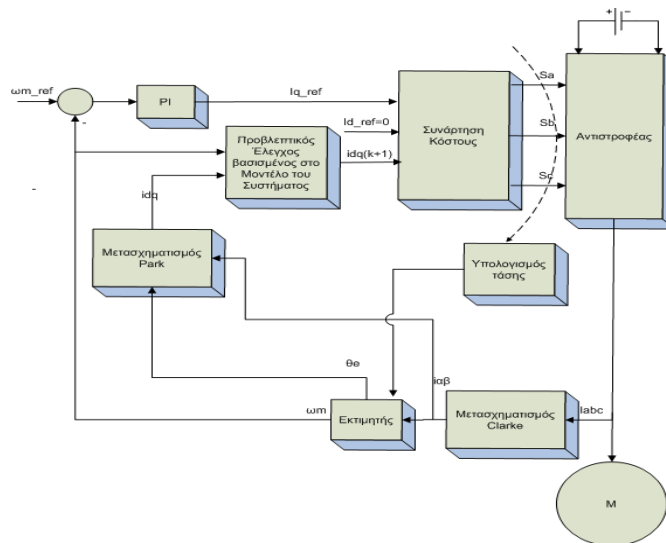 + −
ωm_ref
PI
Iq_ref
Sa
-
Id_ref=0
Συνάρτηση
Κόστους
Sb
Αντιστροφέας
Προβλεπτικός
Έλεγχος
βασισμένος στο
Μοντέλο του
Συστήματος
idq(k+1)
Sc
-
idq
Μετασχηματισμός
Park
Υπολογισμός
τάσης
θe
iαβ
ωm
Εκτιμητής
Μετασχηματισμός
Clarke
Iabc
M